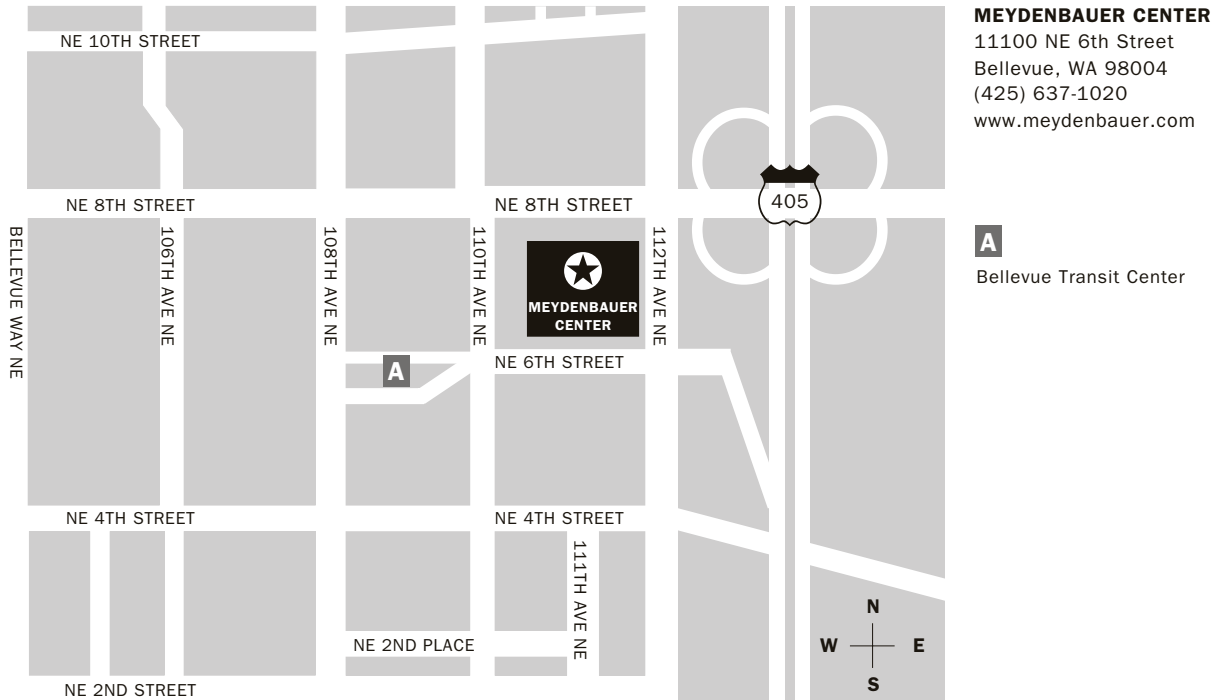 MEYDENBAUER CENTER
11100 NE 6th Street
Bellevue, WA 98004
(425) 637-1020
www.meydenbauer.com
NE 10TH STREET
NE 8TH STREET
NE 8TH STREET
405
A
Bellevue Transit Center
BELLEVUE WAY NE
106TH AVE NE
108TH AVE NE
110TH AVE NE
112TH AVE NE
MEYDENBAUER
CENTER
A
NE 6TH STREET
NE 4TH STREET
NE 4TH STREET
111TH AVE NE
NE 2ND PLACE
NE 2ND STREET
N
W
E
S